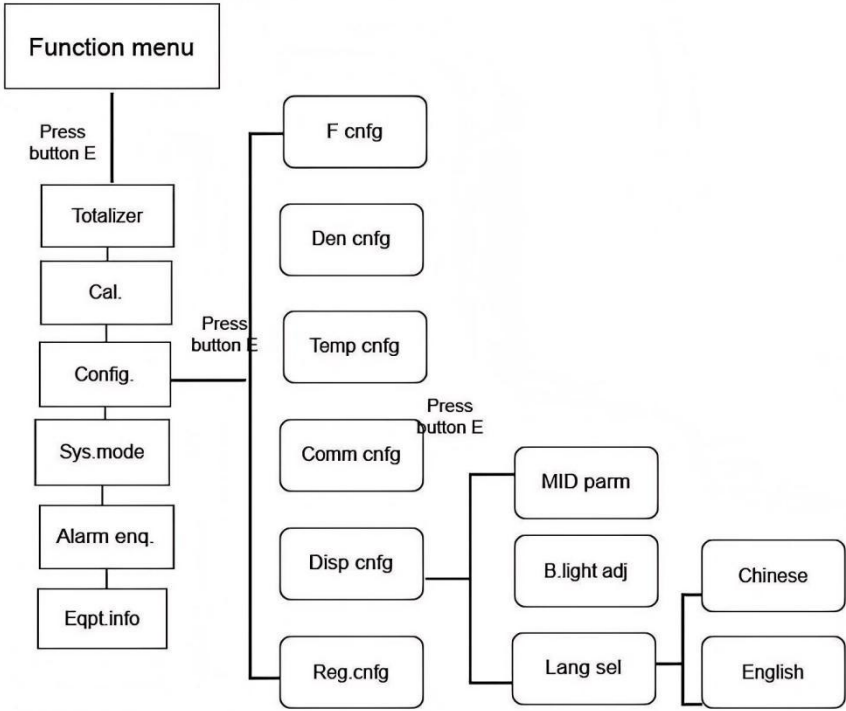 Function menu
Press
button E
Totalizer
Cal.
Config.
Sys.mode
Alarm enq.
Eqpt.info
Press
button E
F cnfg
Den cnfg
Temp cnfg
Comm cnfg
Disp cnfg
Reg.cnfg
Press
button E
MID parm
B.light adj
Lang sel
Chinese
English